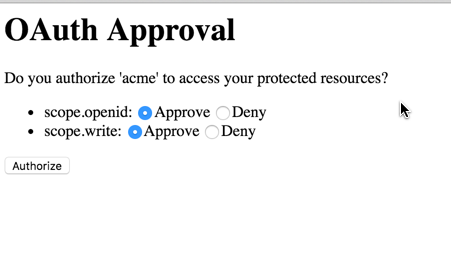 OAuth Approval
Do you authorize 'acme' to access your protected resources?
scope.openid: Approve Deny
scope.write: Approve Deny
Authorize